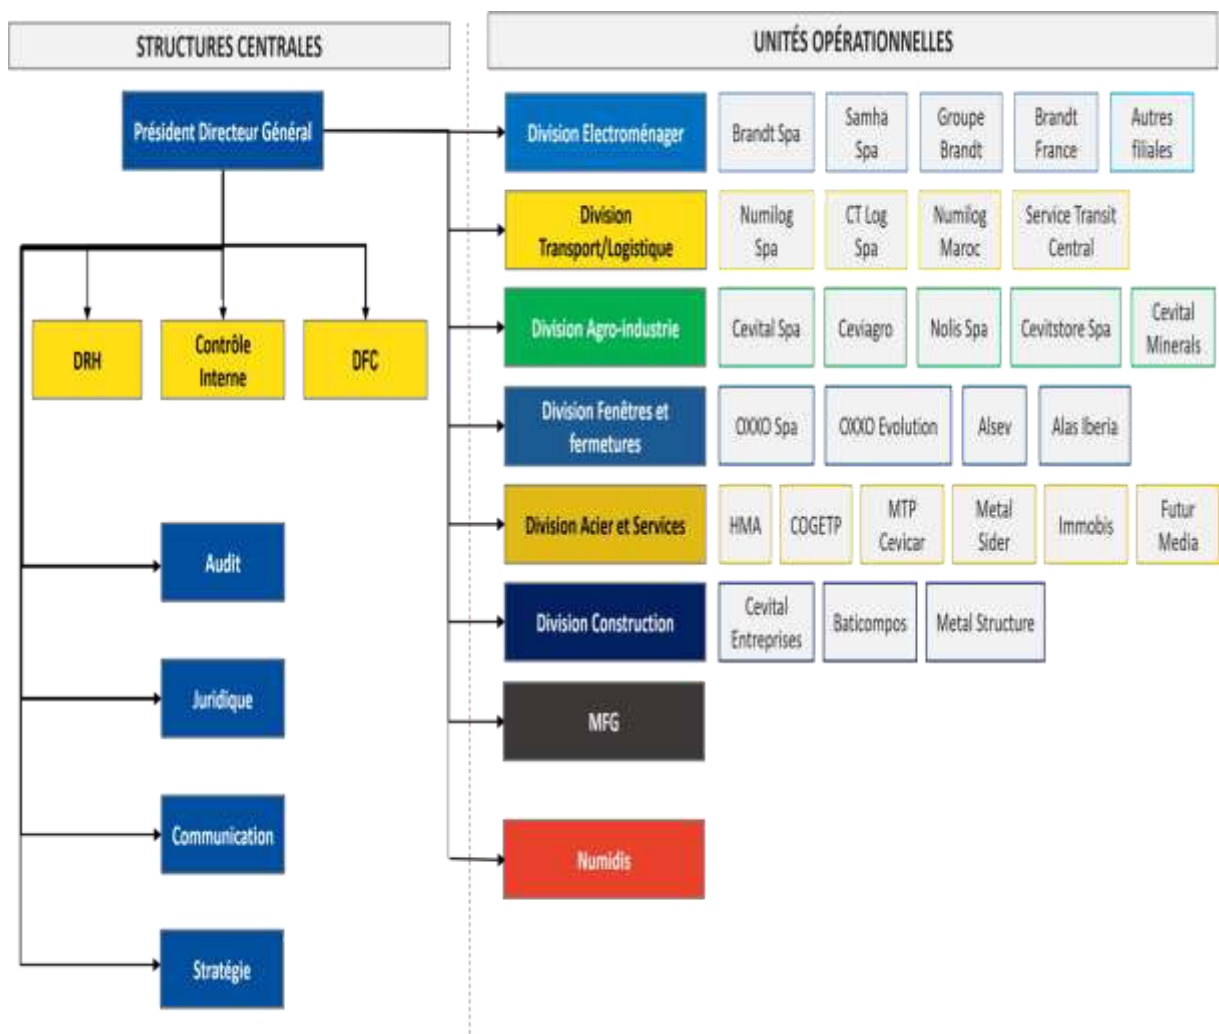 STRUCTURES CENTRALES
Président Directeur Général
DRH
Contrôle
Interne
DFC
Audit
Juridique
Communication
Stratégie
UNITÉS OPÉRATIONNELLES
Division Electroménager
Brandt Spa
Samha
Spa
Groupe
Brandt
Brandt
France
Autres
filiales
Division
Transport/Logistique
Numilog
Spa
CT Log
Spa
Numilog
Maroc
Service Transit
Central
Division Agro-industrie
Cevital Spa
Ceviagro
Nolis Spa
Cevitstore Spa
Cevital
Minerals
Division Fenêtres et
fermetures
OXXO Spa
OXXO Evolution
Alsev
Alas Iberia
Division Acier et Services
HMA
COGETP
MTP
Cevicar
Metal
Sider
Immobis
Futur
Media
Division Construction
Cevital
Entreprises
Baticompos
Metal Structure
MFG
Numidis